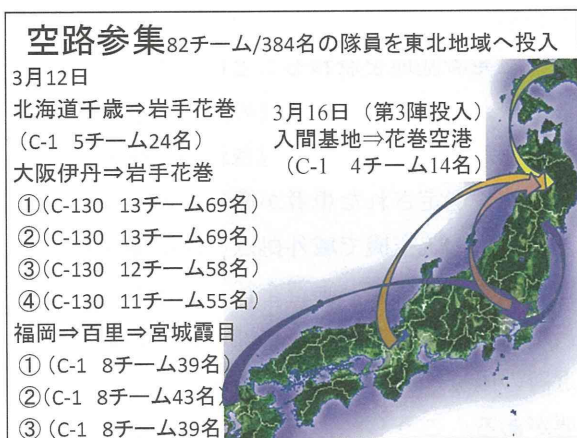 空路参集82チーム/384名の隊員を東北地域へ投入
3月12日
北海道千歳⇒岩手花巻
(C-1 5チーム24名)
大阪伊丹⇒岩手花巻
①(C-130 13チーム69名
②(C-130 13チーム69名
③(C-130 12チーム58名)
④(C-130 11チーム55名)
福岡⇒百里⇒宮城霞目
①(C-1 8チーム39名)
②(C-1 8チーム43名)
③(C-1 8チーム39名)
3月16日(第3陣投入)
入間基地⇒花巻空港
(C-1 4チーム14名)